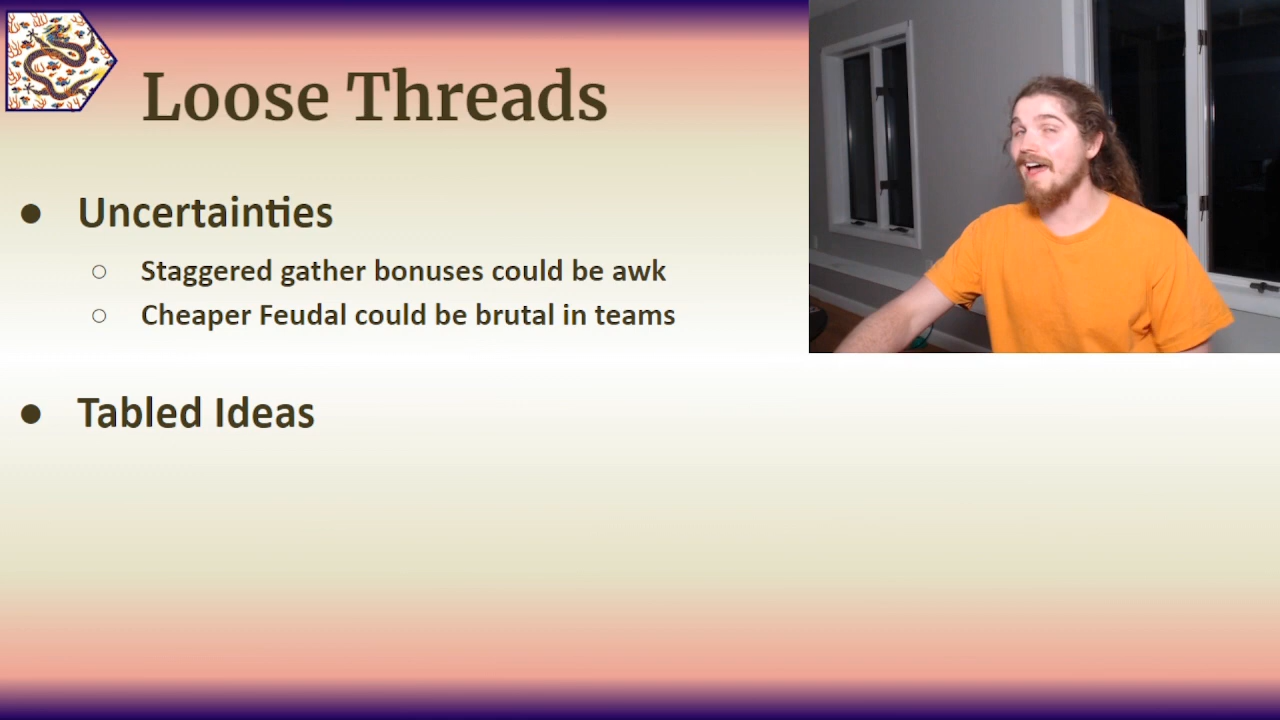 Loose Threads
● Uncertainties
○ Staggered gather bonuses could be awk
○ Cheaper Feudal could be brutal in teams
● Tabled Ideas